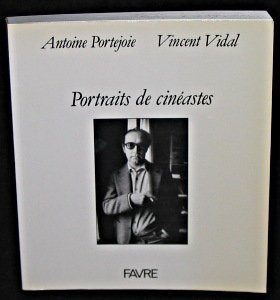 Antoine Portejoie Vincent Vidal
Portraits de cinéastes
FAVRE